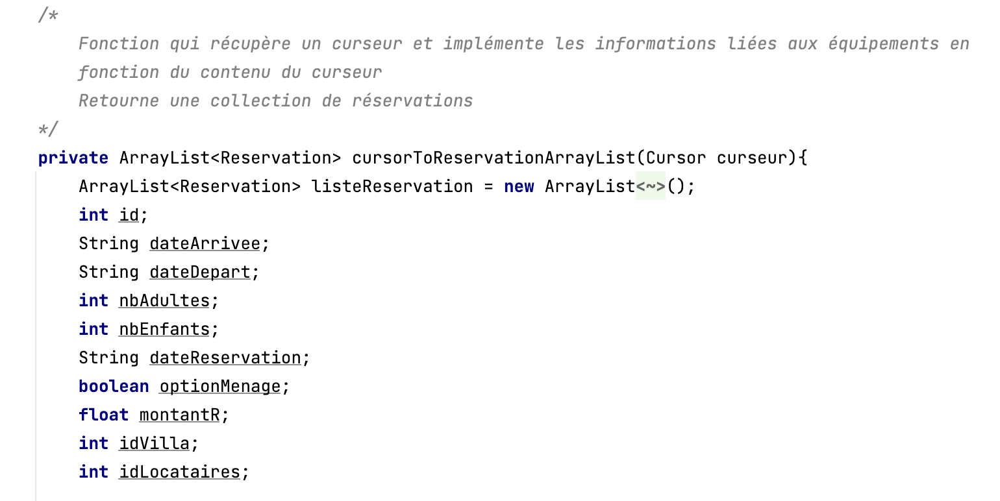 /*
Fonction qui récupère un curseur et implémente les informations liées aux équipements en
fonction du contenu du curseur
Retourne une collection de réservations
*/
private ArrayList<Reservation> cursorToReservationArrayList(Cursor curseur){
ArrayList<Reservation> listeReservation = new ArrayList<~>();
int id;
String dateArrivee;
String dateDepart;
int nbAdultes;
int nbEnfants;
String dateReservation;
boolean optionMenage;
float montantR;
int idVilla;
int idLocataires;